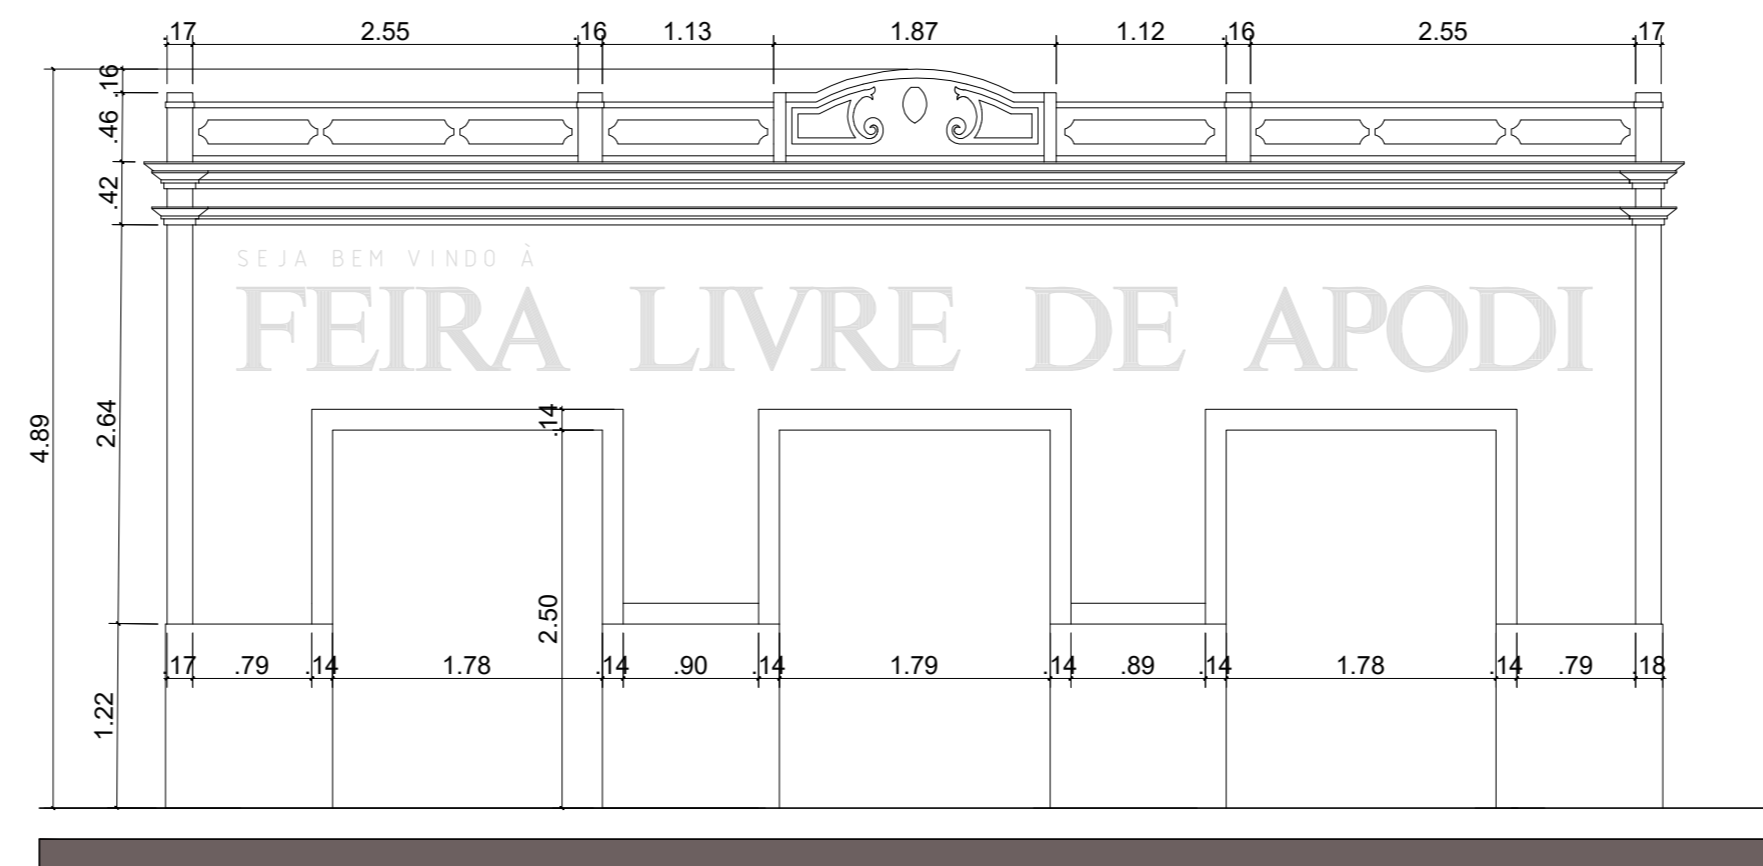 .17 2.55 .16 1.13 1.87 1.12 .16 2.55 .17
.16
.46
.42
SEJA BEM VINDO À
FEIRA LIVRE DE APODI
2.64
4.89
.14
2.50
.17 .79 .14 1.78 .14 .90 .14 1.79 .14 .89 .14 1.78 .14 .79 .18
1.22